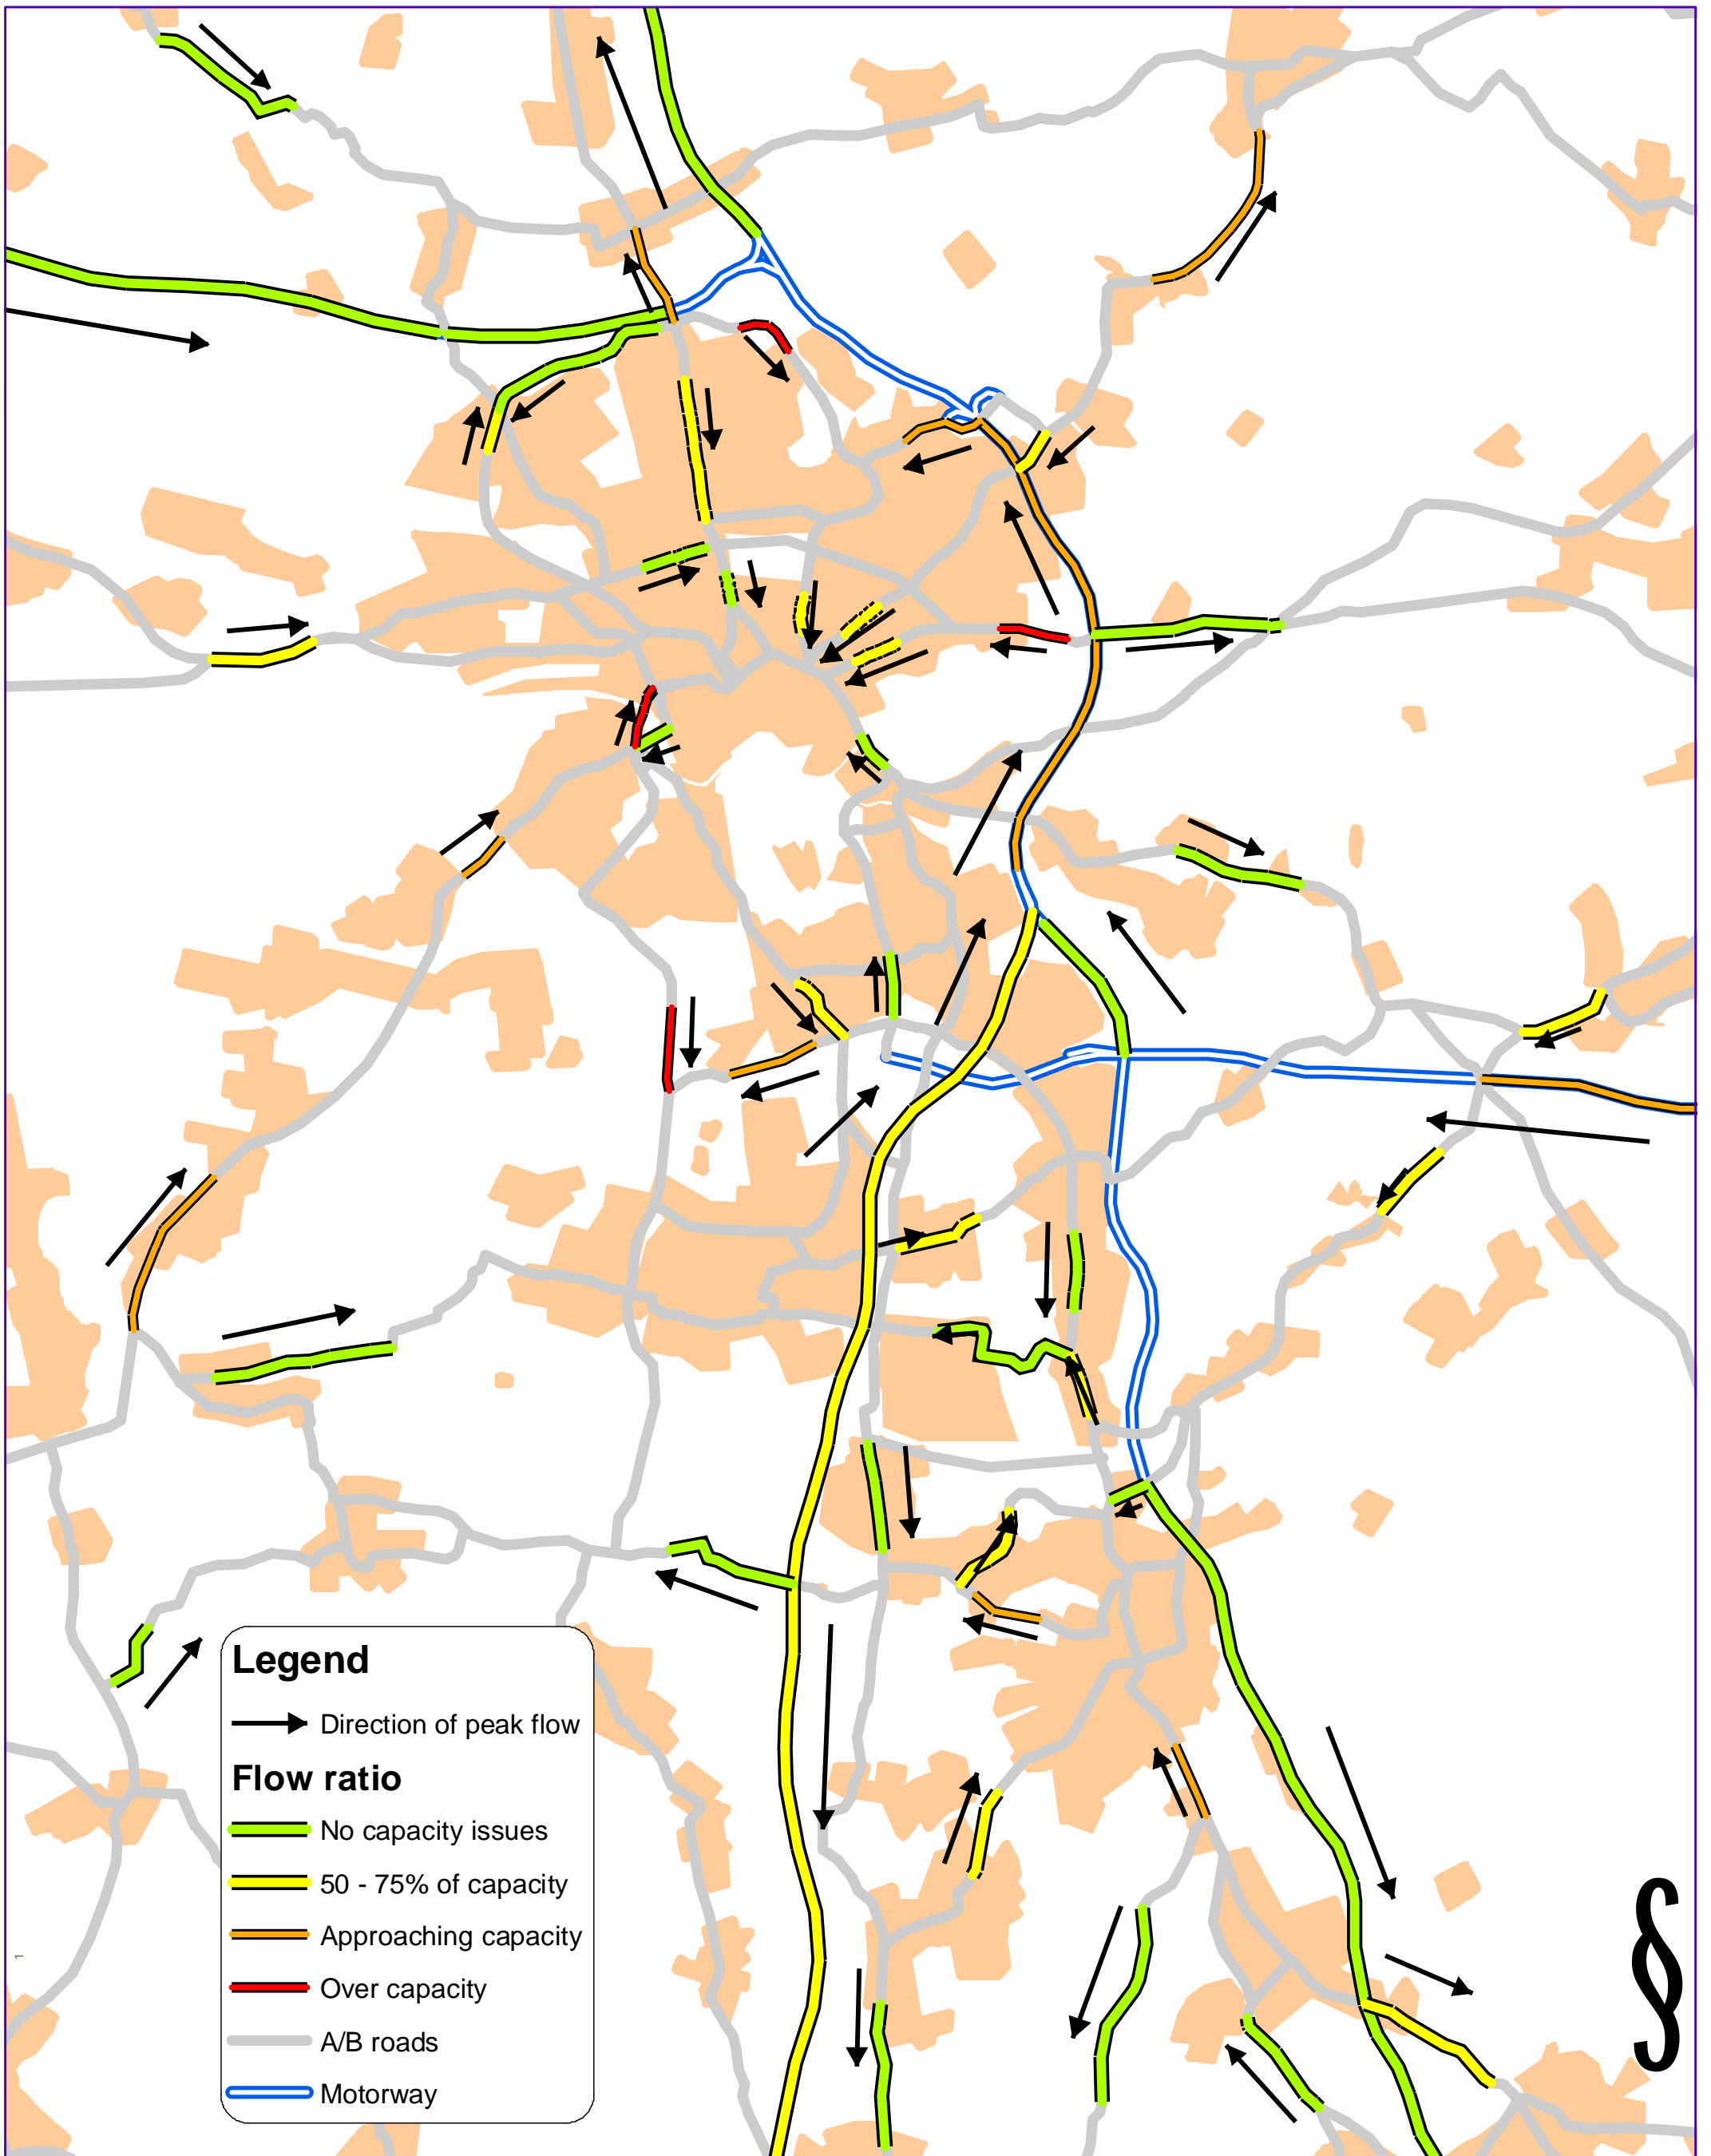 Legend
Direction of peak flow
Flow ratio
No capacity issues
50 - 75% of capacity
Approaching capacity
Over capacity
A/B roads
Motorway
§
1